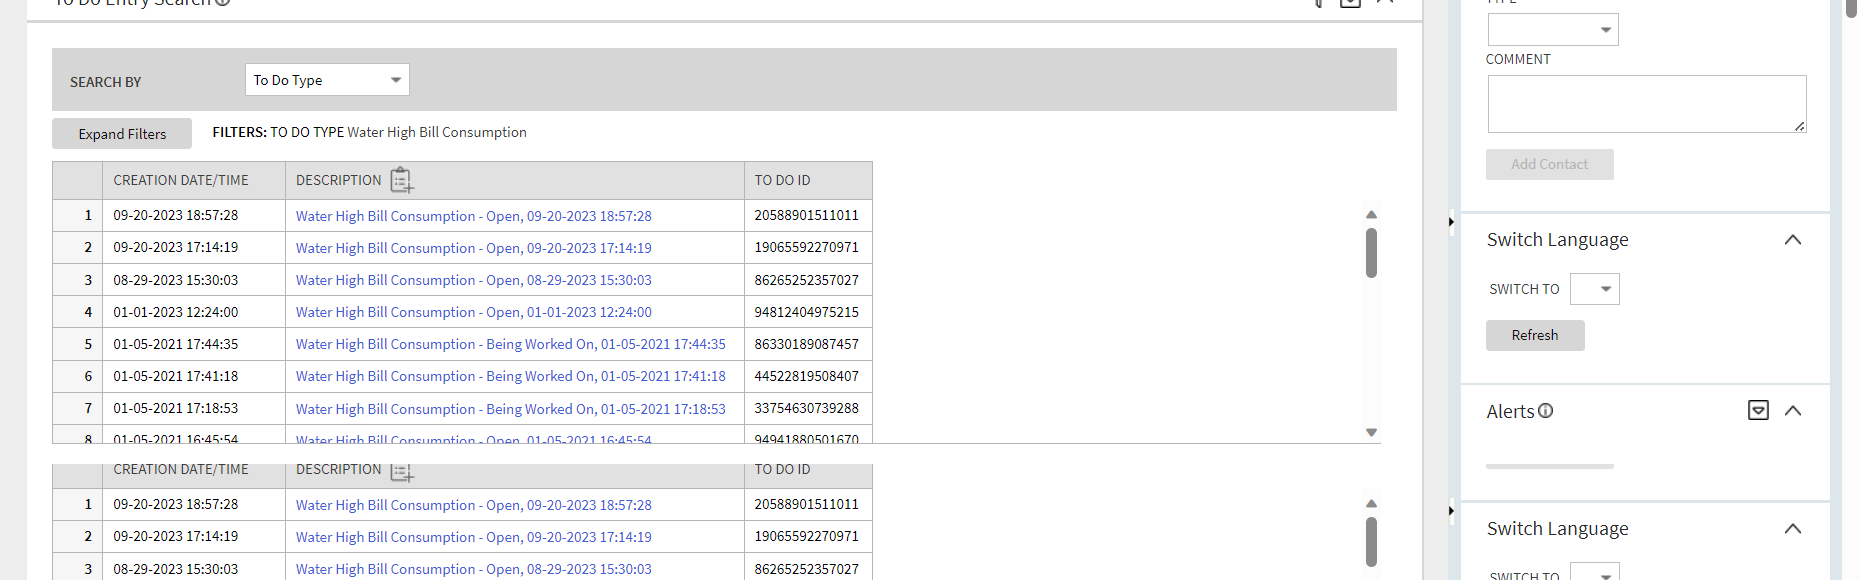 To Do Entry Search
SEARCH BY
To Do Type
Expand Filters
FILTERS: TO DO TYPE Water High Bill Consumption
CREATION DATE/TIME DESCRIPTION TO DO ID
1 09-20-2023 18:57:28 Water High Bill Consumption - Open, 09-20-2023 18:57:28 20588901511011
2 09-20-2023 17:14:19 Water High Bill Consumption - Open, 09-20-2023 17:14:19 19065592270971
3 08-29-2023 15:30:03 Water High Bill Consumption - Open, 08-29-2023 15:30:03 86265252357027
4 01-01-2023 12:24:00 Water High Bill Consumption - Open, 01-01-2023 12:24:00 94812404975215
5 01-05-2021 17:44:35 Water High Bill Consumption - Being Worked On, 01-05-2021 17:44:35 86330189087457
6 01-05-2021 17:41:18 Water High Bill Consumption - Being Worked On, 01-05-2021 17:41:18 44522819508407
7 01-05-2021 17:18:53 Water High Bill Consumption - Being Worked On, 01-05-2021 17:18:53 33754630739288
8 01-05-2021 16:45:54 Water High Bill Consumption - Open, 01-05-2021 16:45:54 94941880501670
CREATION DATE/TIME DESCRIPTION TO DO ID
1 09-20-2023 18:57:28 Water High Bill Consumption - Open, 09-20-2023 18:57:28 20588901511011
2 09-20-2023 17:14:19 Water High Bill Consumption - Open, 09-20-2023 17:14:19 19065592270971
3 08-29-2023 15:30:03 Water High Bill Consumption - Open, 08-29-2023 15:30:03 86265252357027
TYPE
COMMENT
Add Contact
Switch Language
SWITCH TO
Refresh
Alerts
Switch Language
SWITCH TO